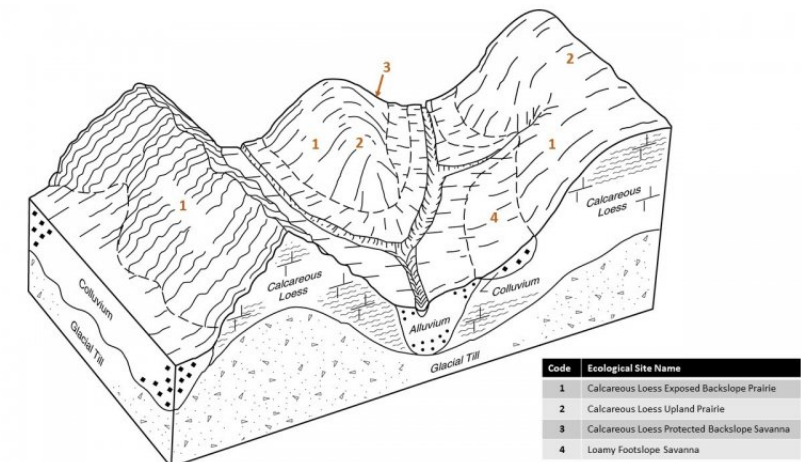 3
2
1
2
1
1
4
Calcareous
Loess
Calcareous
Loess
Colluvium
Colluvium
Alluvium
Glacial Till
Glacial Till
Code Ecological Site Name
1 Calcareous Loess Exposed Backslope Prairie
2 Calcareous Loess Upland Prairie
3 Calcareous Loess Protected Backslope Savanna
4 Loamy Footslope Savanna